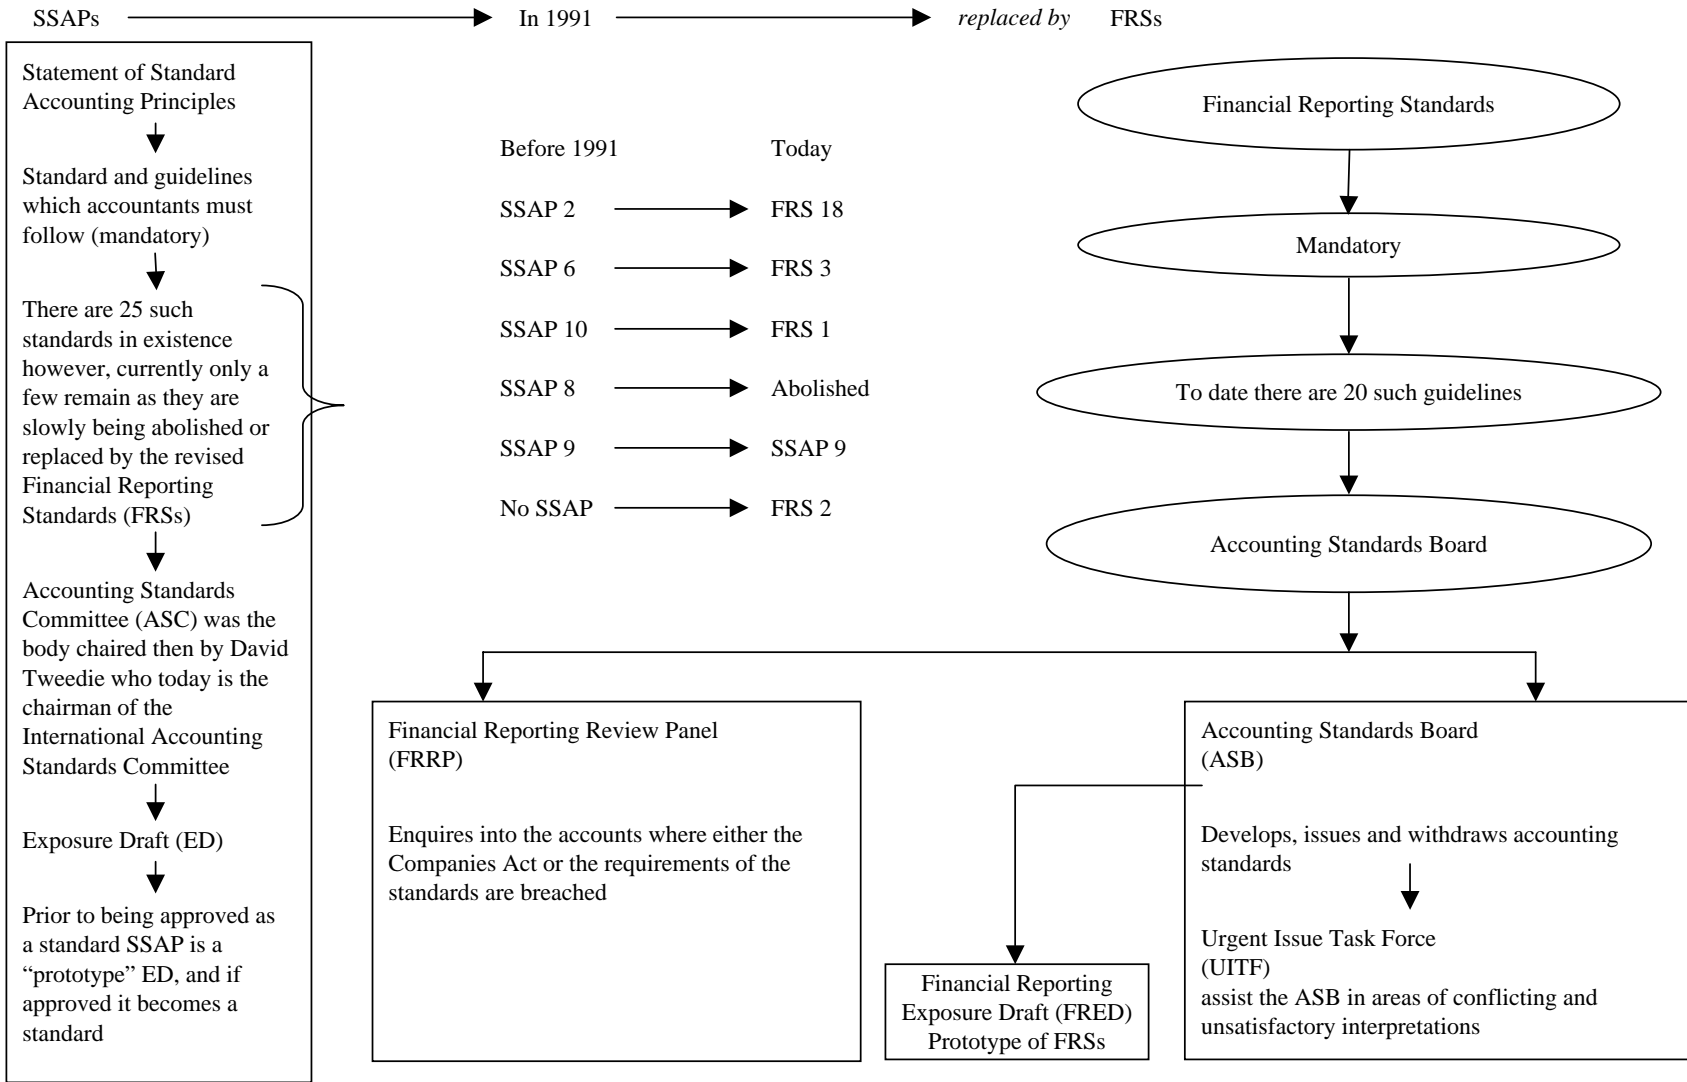 SSAPs In 1991 replaced by FRSs
Statement of Standard
Accounting Principles
Standard and guidelines
which accountants must
follow (mandatory)
There are 25 such
standards in existence
however, currently only a
few remain as they are
slowly being abolished or
replaced by the revised
Financial Reporting
Standards (FRSs)
Accounting Standards
Committee (ASC) was the
body chaired then by David
Tweedie who today is the
chairman of the
International Accounting
Standards Committee
Exposure Draft (ED)
Prior to being approved as
a standard SSAP is a
“prototype” ED, and if
approved it becomes a
standard
Before 1991 Today
SSAP 2 FRS 18
SSAP 6 FRS 3
SSAP 10 FRS 1
SSAP 8 Abolished
SSAP 9 SSAP 9
No SSAP FRS 2
Financial Reporting Standards
Mandatory
To date there are 20 such guidelines
Accounting Standards Board
Financial Reporting Review Panel
(FRRP)
Enquires into the accounts where either the
Companies Act or the requirements of the
standards are breached
Accounting Standards Board
(ASB)
Develops, issues and withdraws accounting
standards
Urgent Issue Task Force
(UITF)
assist the ASB in areas of conflicting and
unsatisfactory interpretations
Financial Reporting
Exposure Draft (FRED)
Prototype of FRSs